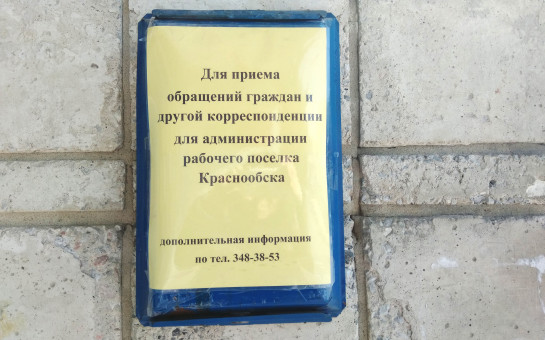 Для приема
обращений граждан и
другой корреспонденции
для администрации
рабочего поселка
Краснообска
дополнительная информация
по тел. 348-38-53